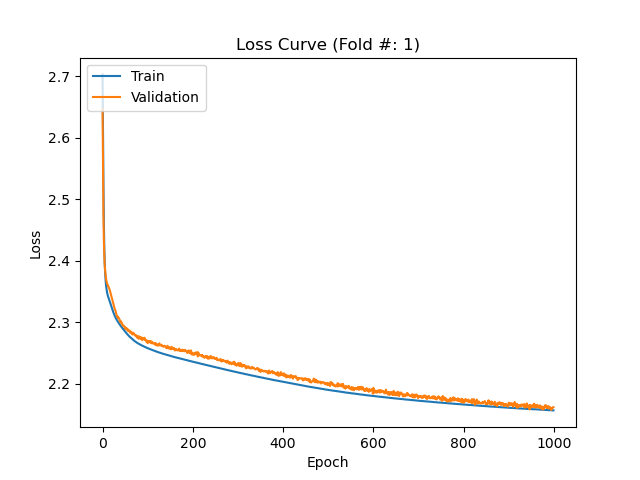 Loss Curve (Fold #: 1)
Train
Validation
2.7
2.6
2.5
2.4
2.3
2.2
Loss
0 200 400 600 800 1000
Epoch